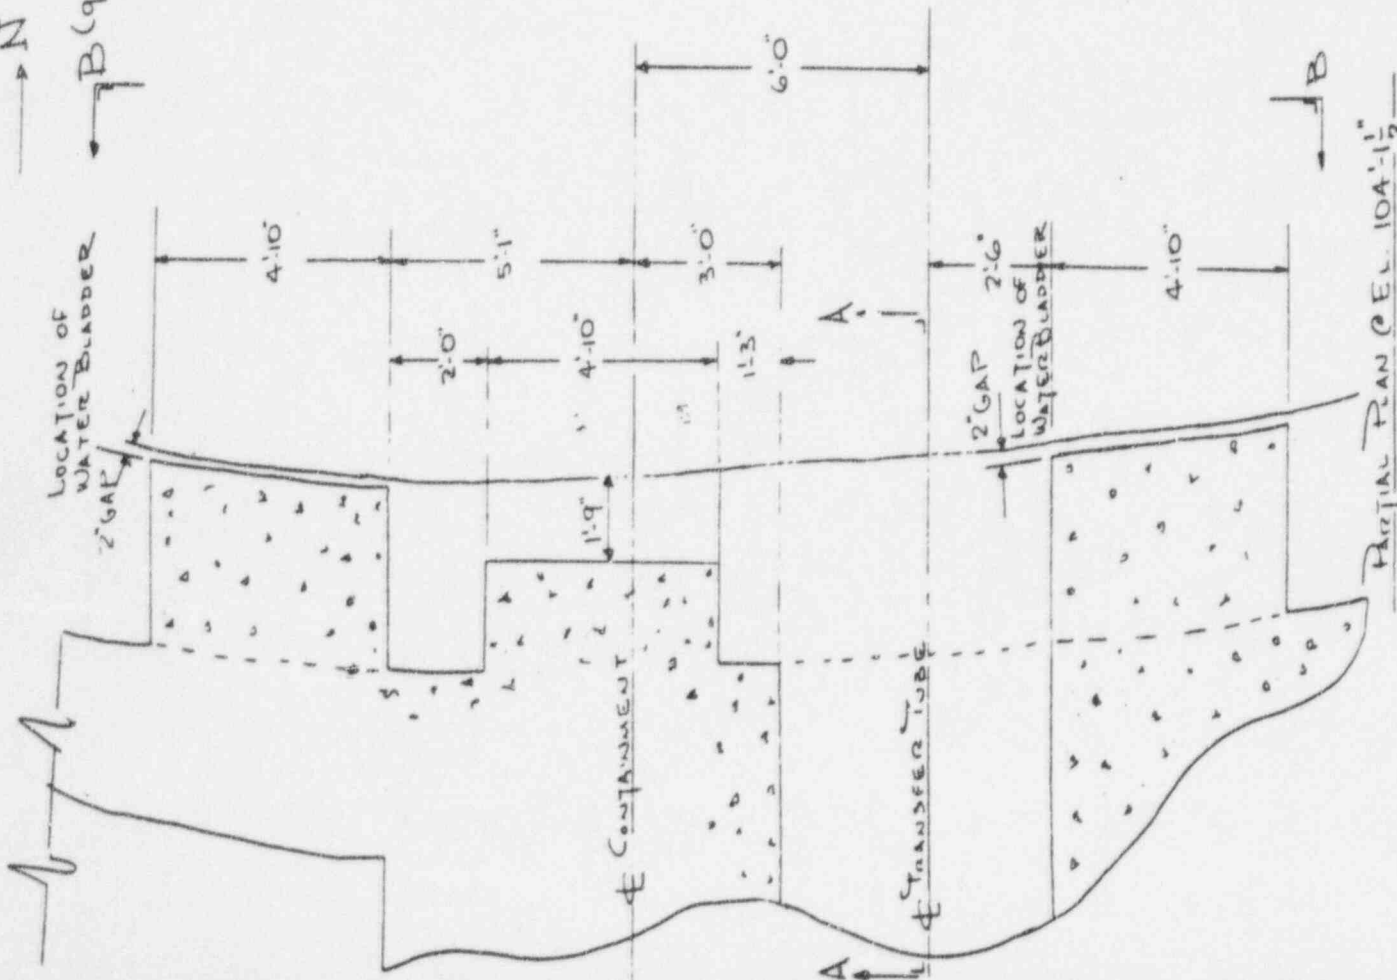 N
B
LOCATION OF
WATER BLADDER
2" GAP
4'-10"
5'-1"
3'-0"
6'-0"
2'-0"
4'-10"
1'-3"
1'-9"
A
2'-6"
2" GAP
LOCATION OF
WATER BLADDER
4'-10"
B
℄ CONTAINMENT
℄ TRANSFER TUBE
A
PARTIAL PLAN @ EL. 104'-1 1/2"